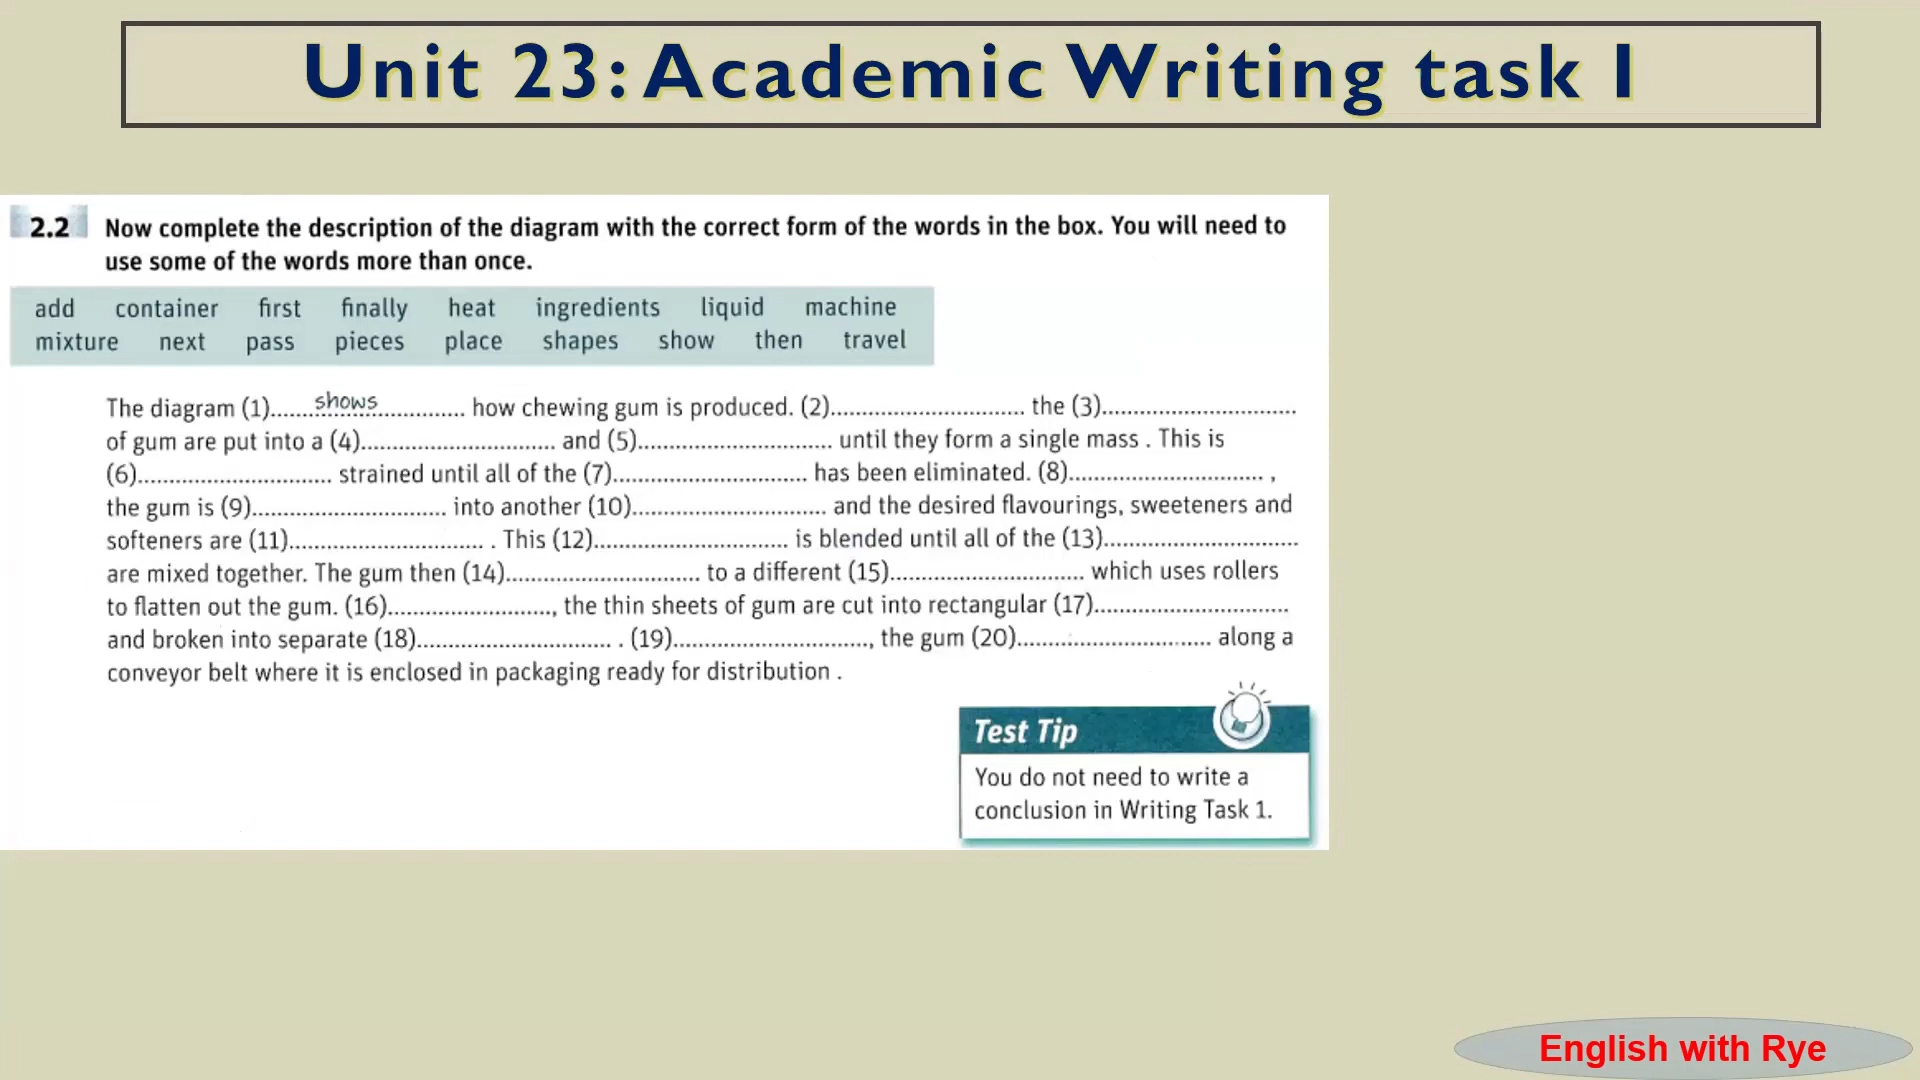 Unit 23: Academic Writing task I
2.2 Now complete the description of the diagram with the correct form of the words in the box. You will need to
use some of the words more than once.
add container first finally heat ingredients liquid machine
mixture next pass pieces place shapes show then travel
The diagram (1)......shows............ how chewing gum is produced. (2)............................. the (3).............................
of gum are put into a (4)............................. and (5)............................. until they form a single mass . This is
(6)............................. strained until all of the (7)............................. has been eliminated. (8)............................. ,
the gum is (9)............................. into another (10)............................. and the desired flavourings, sweeteners and
softeners are (11)............................. . This (12)............................. is blended until all of the (13).............................
are mixed together. The gum then (14)............................. to a different (15)............................. which uses rollers
to flatten out the gum. (16)........................., the thin sheets of gum are cut into rectangular (17).............................
and broken into separate (18)............................. . (19)............................., the gum (20)............................. along a
conveyor belt where it is enclosed in packaging ready for distribution .
Test Tip
You do not need to write a
conclusion in Writing Task 1.
English with Rye